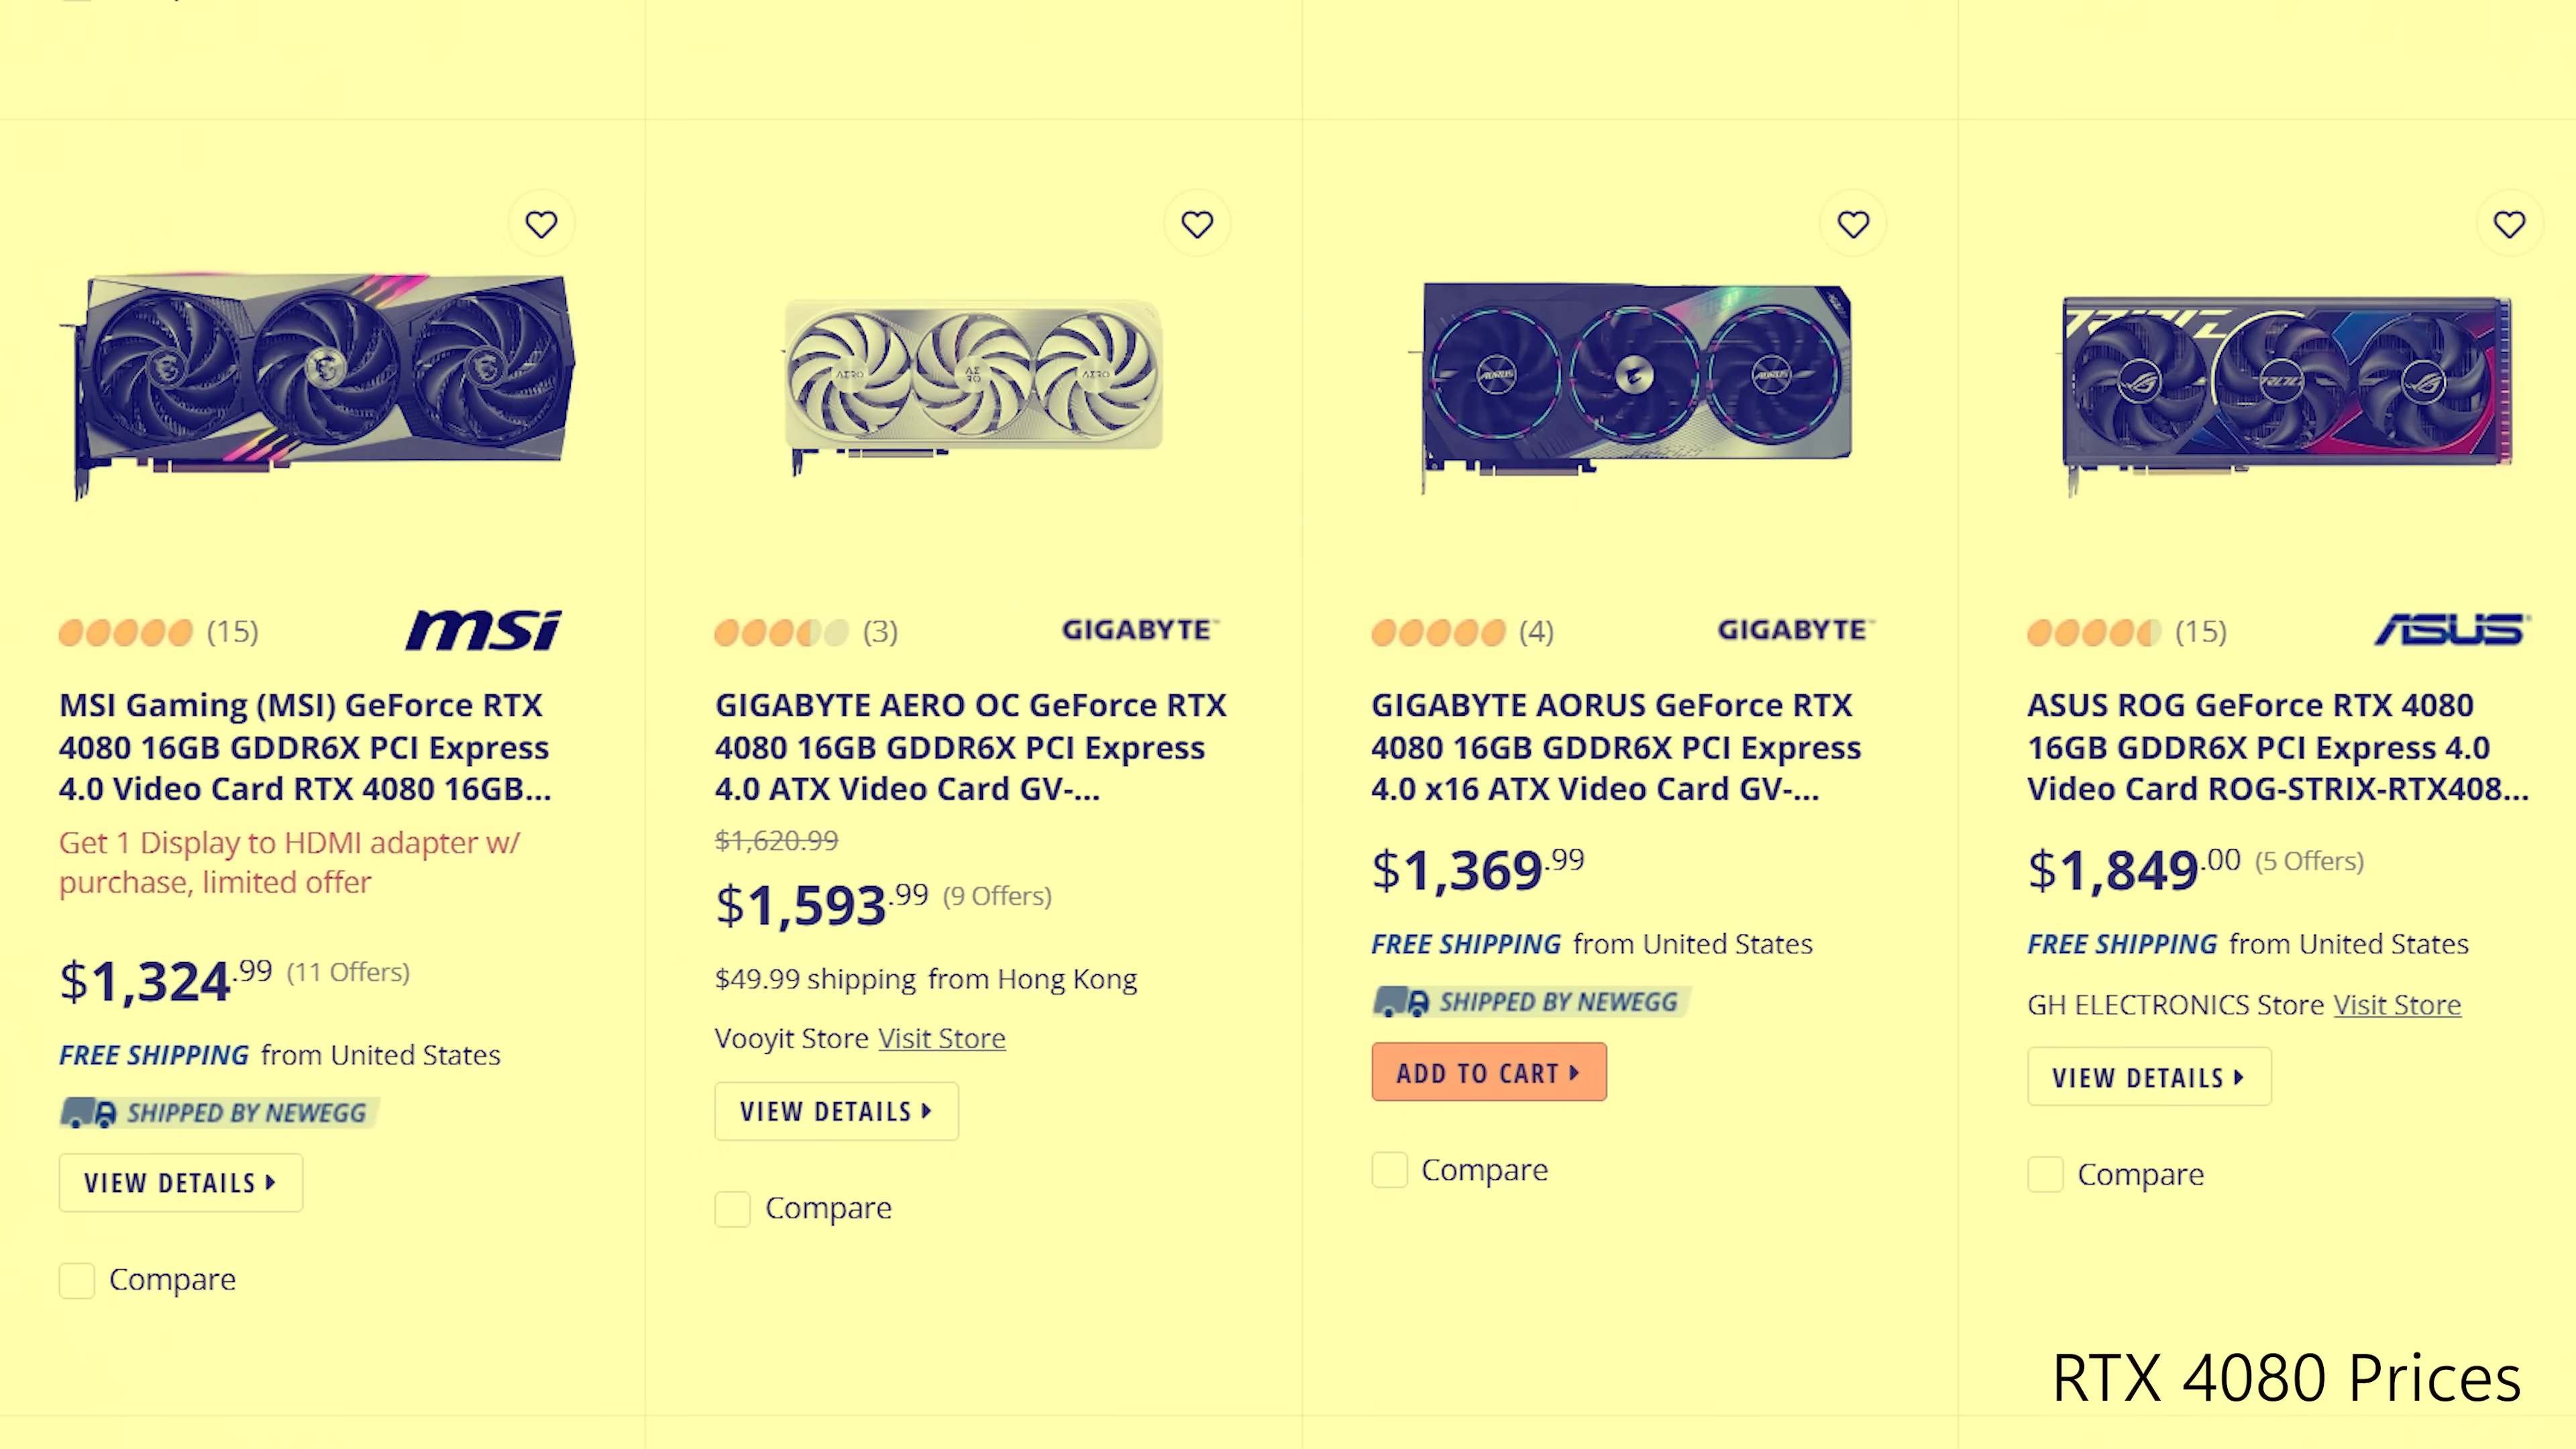 (15) msi
MSI Gaming (MSI) GeForce RTX
4080 16GB GDDR6X PCI Express
4.0 Video Card RTX 4080 16GB...
Get 1 Display to HDMI adapter w/
purchase, limited offer
$1,324.99 (11 Offers)
FREE SHIPPING from United States
SHIPPED BY NEWEGG
VIEW DETAILS
Compare
AERO AERO AERO
(3) GIGABYTE™
GIGABYTE AERO OC GeForce RTX
4080 16GB GDDR6X PCI Express
4.0 ATX Video Card GV-...
$1,620.99
$1,593.99 (9 Offers)
$49.99 shipping from Hong Kong
Vooyit Store Visit Store
VIEW DETAILS
Compare
AORUS AORUS
(4) GIGABYTE™
GIGABYTE AORUS GeForce RTX
4080 16GB GDDR6X PCI Express
4.0 x16 ATX Video Card GV-...
$1,369.99
FREE SHIPPING from United States
SHIPPED BY NEWEGG
ADD TO CART
Compare
(15) ASUS
ASUS ROG GeForce RTX 4080
16GB GDDR6X PCI Express 4.0
Video Card ROG-STRIX-RTX408...
$1,849.00 (5 Offers)
FREE SHIPPING from United States
GH ELECTRONICS Store Visit Store
VIEW DETAILS
Compare
RTX 4080 Prices